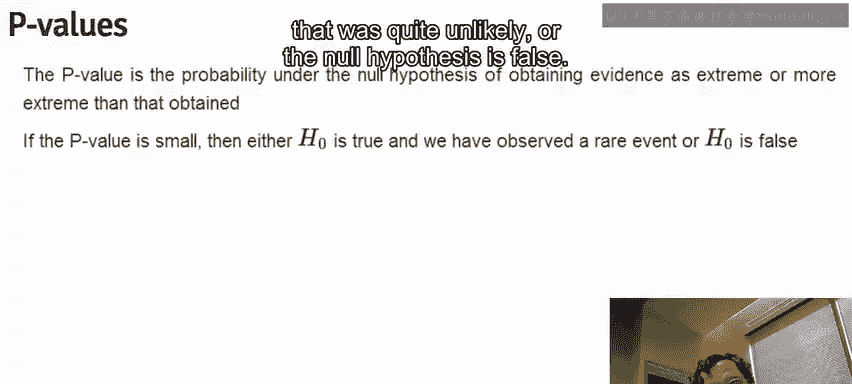 P-values
that was quite unlikely, or
the null hypothesis is false.
The P-value is the probability under the null hypothesis of obtaining evidence as extreme or more
extreme than that obtained
If the P-value is small, then either H₀ is true and we have observed a rare event or H₀ is false